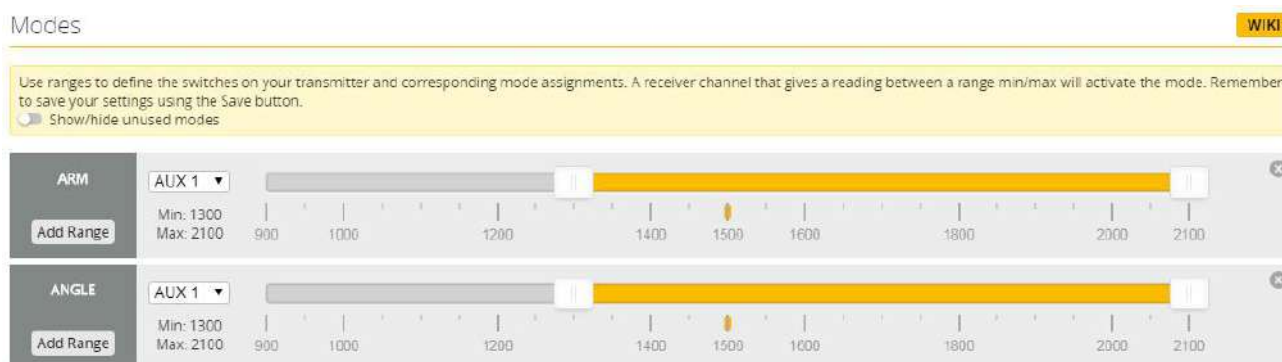 Modes
WIKI
Use ranges to define the switches on your transmitter and corresponding mode assignments. A receiver channel that gives a reading between a range min/max will activate the mode. Remember
to save your settings using the Save button.
Show/hide unused modes
ARM
AUX 1
Min: 1300
Max: 2100
Add Range
900 1000 1200 1400 1500 1600 1800 2000 2100
ANGLE
AUX 1
Min: 1300
Max: 2100
Add Range
900 1000 1200 1400 1500 1600 1800 2000 2100